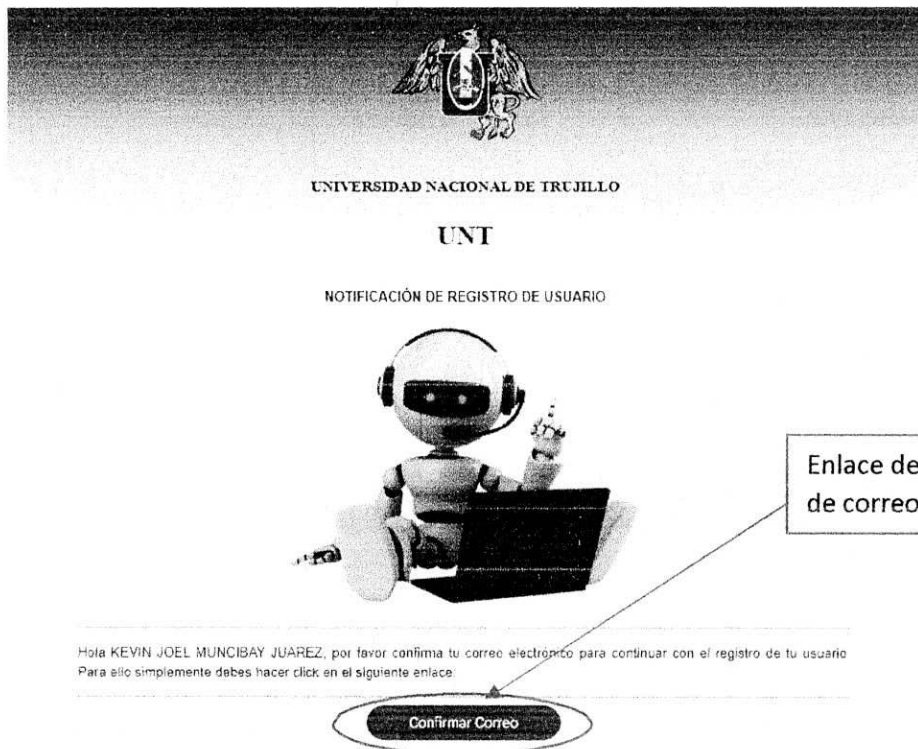 UNIVERSIDAD NACIONAL DE TRUJILLO
UNT
NOTIFICACIÓN DE REGISTRO DE USUARIO
Enlace de
de correo
Hola KEVIN JOEL MUNCIBAY JUAREZ, por favor confirma tu correo electrónico para continuar con el registro de tu usuario
Para ello simplemente debes hacer click en el siguiente enlace:
Confirmar Correo